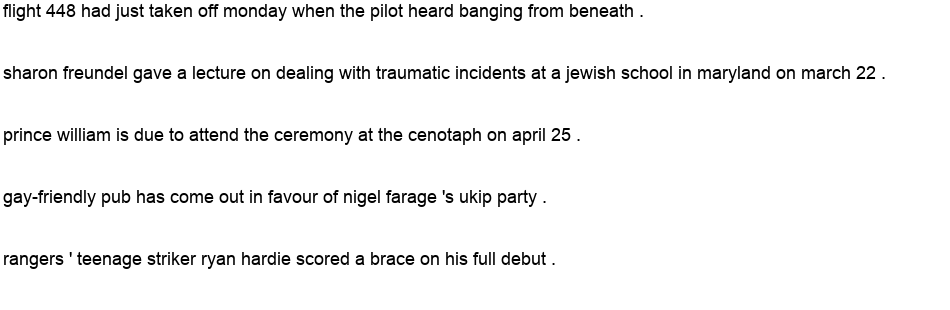 flight 448 had just taken off monday when the pilot heard banging from beneath .
sharon freundel gave a lecture on dealing with traumatic incidents at a jewish school in maryland on march 22 .
prince william is due to attend the ceremony at the cenotaph on april 25 .
gay-friendly pub has come out in favour of nigel farage 's ukip party .
rangers ' teenage striker ryan hardie scored a brace on his full debut .